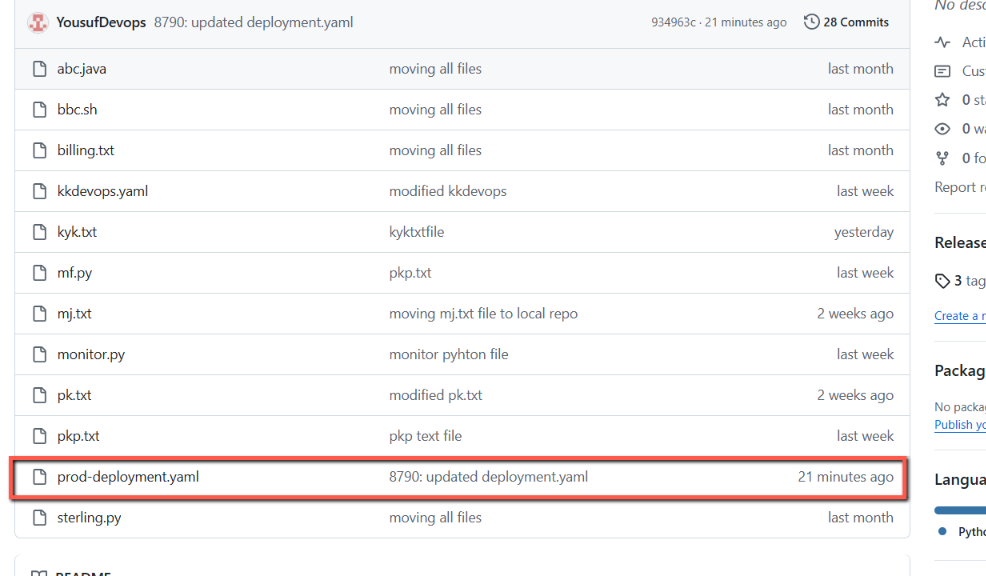 No desc
YousufDevops 8790: updated deployment.yaml 934963c · 21 minutes ago 28 Commits
Acti
abc.java moving all files last month
Cus
0 sta
bbc.sh moving all files last month
0 wa
billing.txt moving all files last month
0 fo
kkdevops.yaml modified kkdevops last week
Report re
kyk.txt kyktxtfile yesterday
Release
mf.py pkp.txt last week
3 tag
mj.txt moving mj.txt file to local repo 2 weeks ago
Create a r
monitor.py monitor pyhton file last week
Packag
pk.txt modified pk.txt 2 weeks ago
No packa
Publish yo
pkp.txt pkp text file last week
prod-deployment.yaml 8790: updated deployment.yaml 21 minutes ago
Langua
sterling.py moving all files last month
Pytho
README